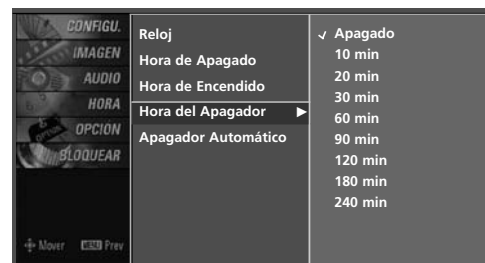 CONFIGU.
IMAGEN
AUDIO
HORA
OPCION
BLOQUEAR
Mover MENU Prev
Reloj
Hora de Apagado
Hora de Encendido
Hora del Apagador ▶
Apagador Automático
✓ Apagado
10 min
20 min
30 min
60 min
90 min
120 min
180 min
240 min